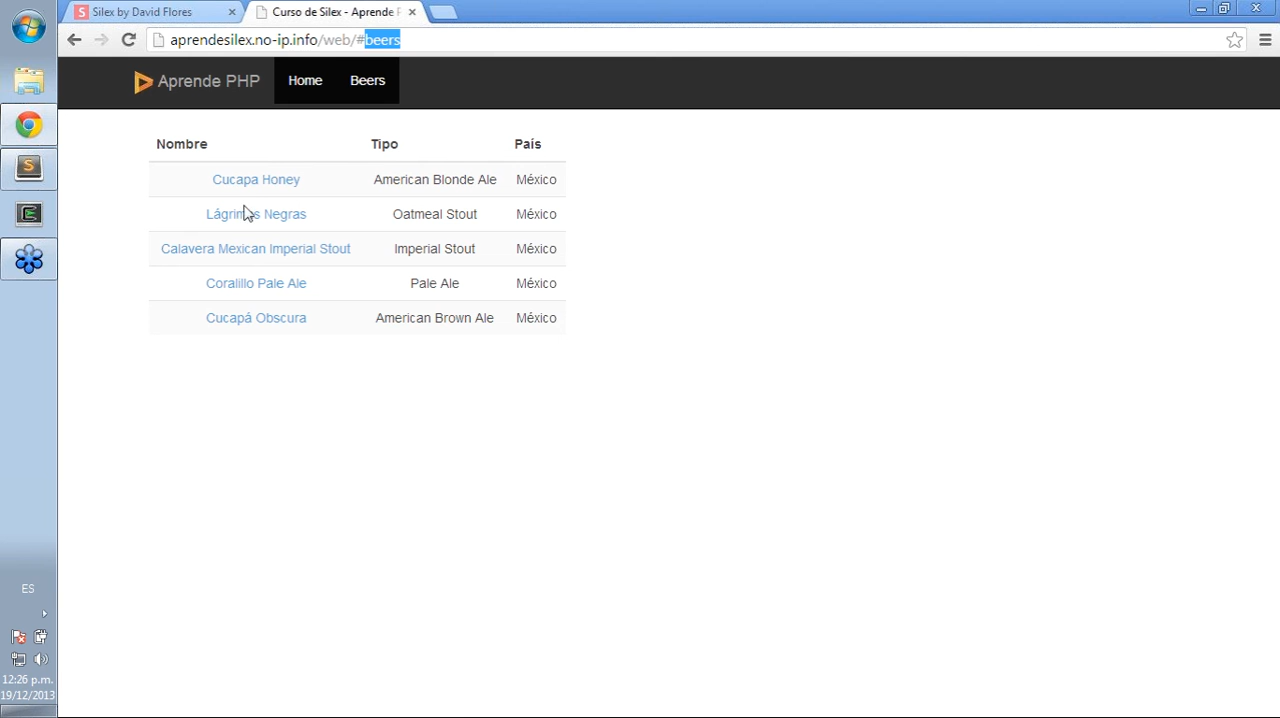 Silex by David Flores
Curso de Silex - Aprende P
aprendesilex.no-ip.info/web/#beers
Aprende PHP Home Beers
Nombre Tipo País
Cucapa Honey American Blonde Ale México
Lágrimas Negras Oatmeal Stout México
Calavera Mexican Imperial Stout Imperial Stout México
Coralillo Pale Ale Pale Ale México
Cucapá Obscura American Brown Ale México
ES
12:26 p.m.
19/12/2013